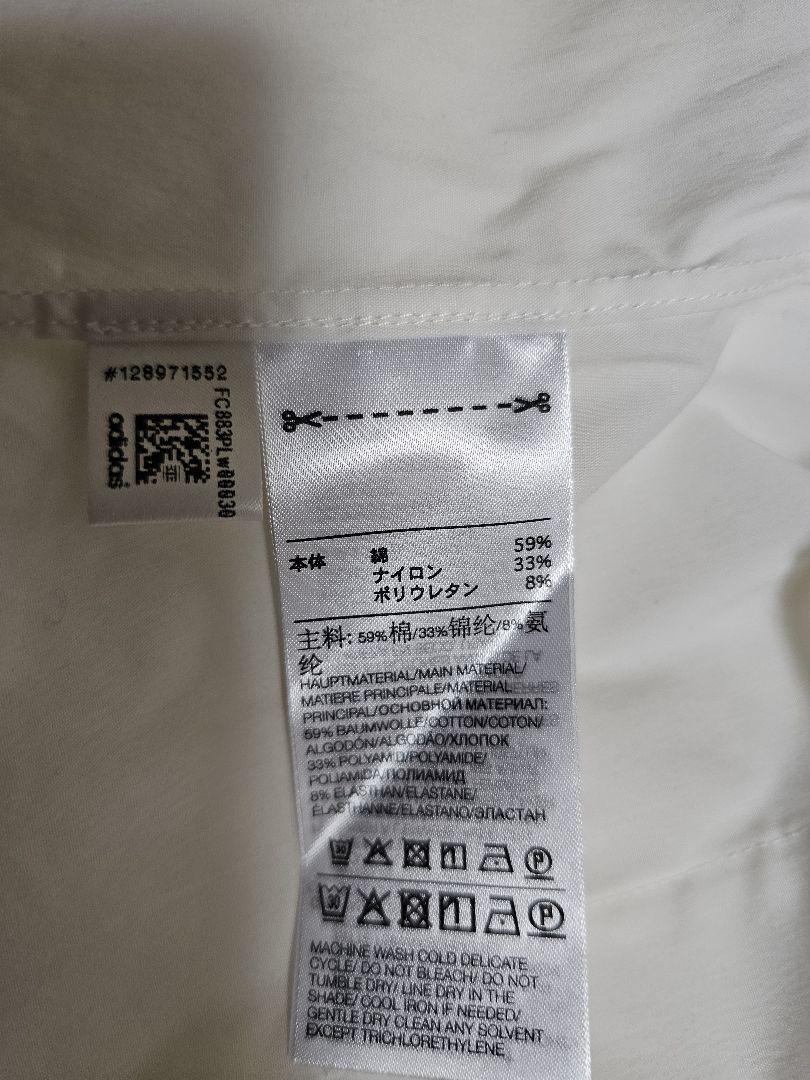 #128971552
adidas
FC883PLW00030
本体 綿 59%
ナイロン 33%
ポリウレタン 8%
主料: 59%棉/33%锦纶/8%氨
纶
HAUPTMATERIAL/MAIN MATERIAL/
MATIERE PRINCIPALE/MATERIAL
PRINCIPAL/ОСНОВНОЙ МАТЕРИАЛ:
59% BAUMWOLLE/COTTON/COTON/
ALGODÓN/ALGODÃO/ХЛОПОК
33% POLYAMID/POLYAMIDE/
POLIAMIDA/ПОЛИАМИД
8% ELASTHAN/ELASTANE/
ÉLASTHANNE/ELASTANO/ЭЛАСТАН
30 P
30 P
MACHINE WASH COLD DELICATE
CYCLE/ DO NOT BLEACH/ DO NOT
TUMBLE DRY/ LINE DRY IN THE
SHADE/ COOL IRON IF NEEDED/
GENTLE DRY CLEAN ANY SOLVENT
EXCEPT TRICHLORETHYLENE